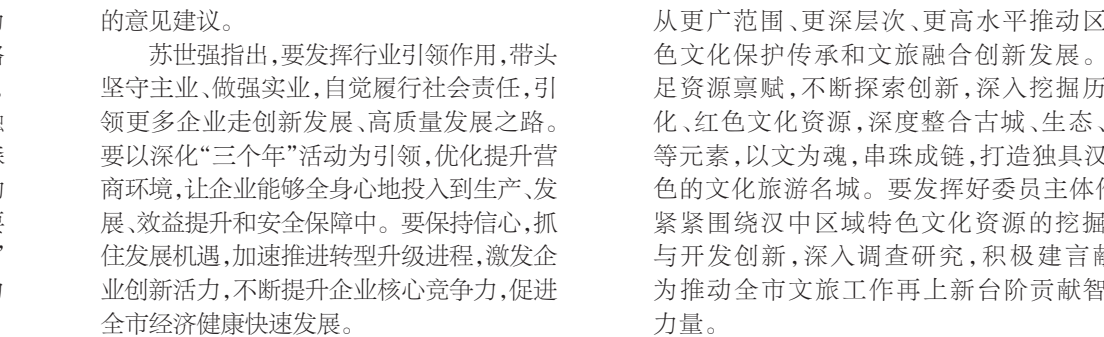 的意见建议。
苏世强指出,要发挥行业引领作用,带头
坚守主业、做强实业,自觉履行社会责任,引
领更多企业走创新发展、高质量发展之路。
要以深化“三个年”活动为引领,优化提升营
商环境,让企业能够全身心地投入到生产、发
展、效益提升和安全保障中。要保持信心,抓
住发展机遇,加速推进转型升级进程,激发企
业创新活力,不断提升企业核心竞争力,促进
全市经济健康快速发展。
从更广范围、更深层次、更高水平推动区
色文化保护传承和文旅融合创新发展。
足资源禀赋,不断探索创新,深入挖掘历
化、红色文化资源,深度整合古城、生态、
等元素,以文为魂,串珠成链,打造独具汉
色的文化旅游名城。要发挥好委员主体
紧紧围绕汉中区域特色文化资源的挖掘
与开发创新,深入调查研究,积极建言
为推动全市文旅工作再上新台阶贡献智
力量。